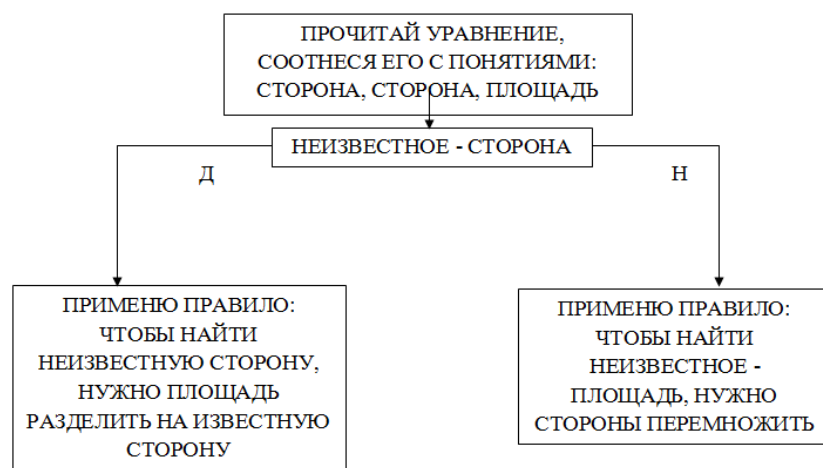 ПРОЧИТАЙ УРАВНЕНИЕ,
СООТНЕСЯ ЕГО С ПОНЯТИЯМИ:
СТОРОНА, СТОРОНА, ПЛОЩАДЬ
НЕИЗВЕСТНОЕ - СТОРОНА
Д
Н
ПРИМЕНЮ ПРАВИЛО:
ЧТОБЫ НАЙТИ
НЕИЗВЕСТНУЮ СТОРОНУ,
НУЖНО ПЛОЩАДЬ
РАЗДЕЛИТЬ НА ИЗВЕСТНУЮ
СТОРОНУ
ПРИМЕНЮ ПРАВИЛО:
ЧТОБЫ НАЙТИ
НЕИЗВЕСТНОЕ -
ПЛОЩАДЬ, НУЖНО
СТОРОНЫ ПЕРЕМНОЖИТЬ